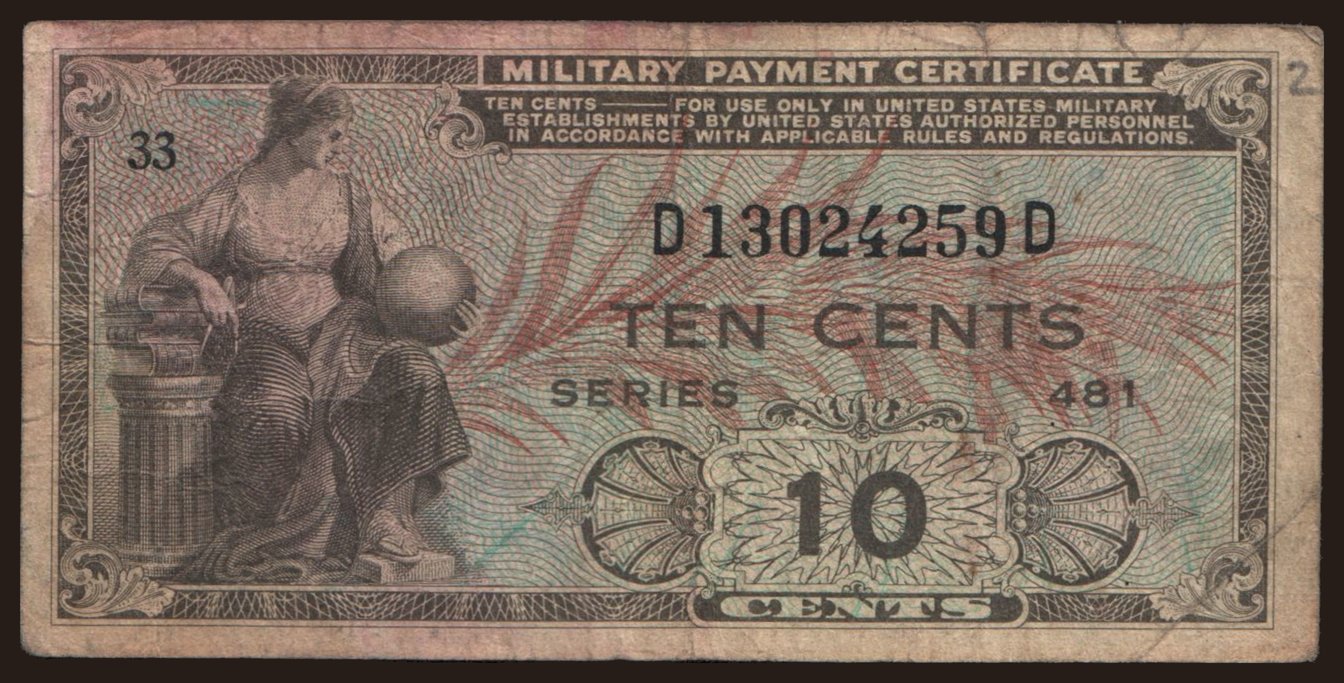 MILITARY PAYMENT CERTIFICATE
2
TEN CENTS — FOR USE ONLY IN UNITED STATES MILITARY
ESTABLISHMENTS BY UNITED STATES AUTHORIZED PERSONNEL
IN ACCORDANCE WITH APPLICABLE RULES AND REGULATIONS.
33
D13024259D
TEN CENTS
SERIES 481
10
CENTS